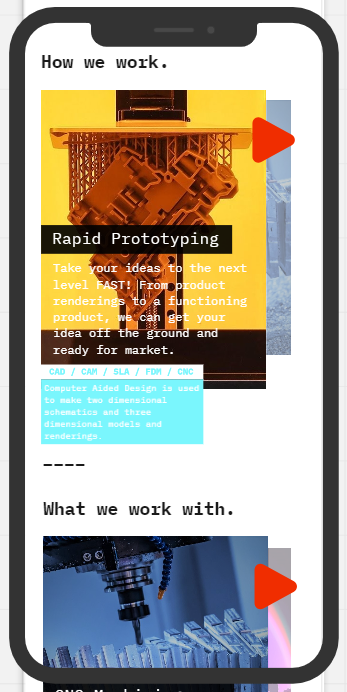 How we work.
Rapid Prototyping
Take your ideas to the next
level FAST! From product
renderings to a functioning
product, we can get your
idea off the ground and
ready for market.
CAD / CAM / SLA / FDM / CNC
Computer Aided Design is used
to make two dimensional
schematics and three
dimensional models and
renderings.
----
What we work with.